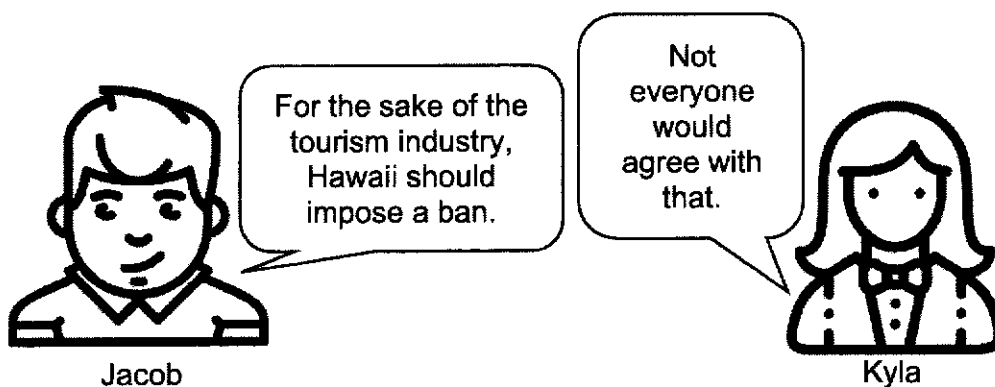 For the sake of the
tourism industry,
Hawaii should
impose a ban.
Not
everyone
would
agree with
that.
Jacob
Kyla